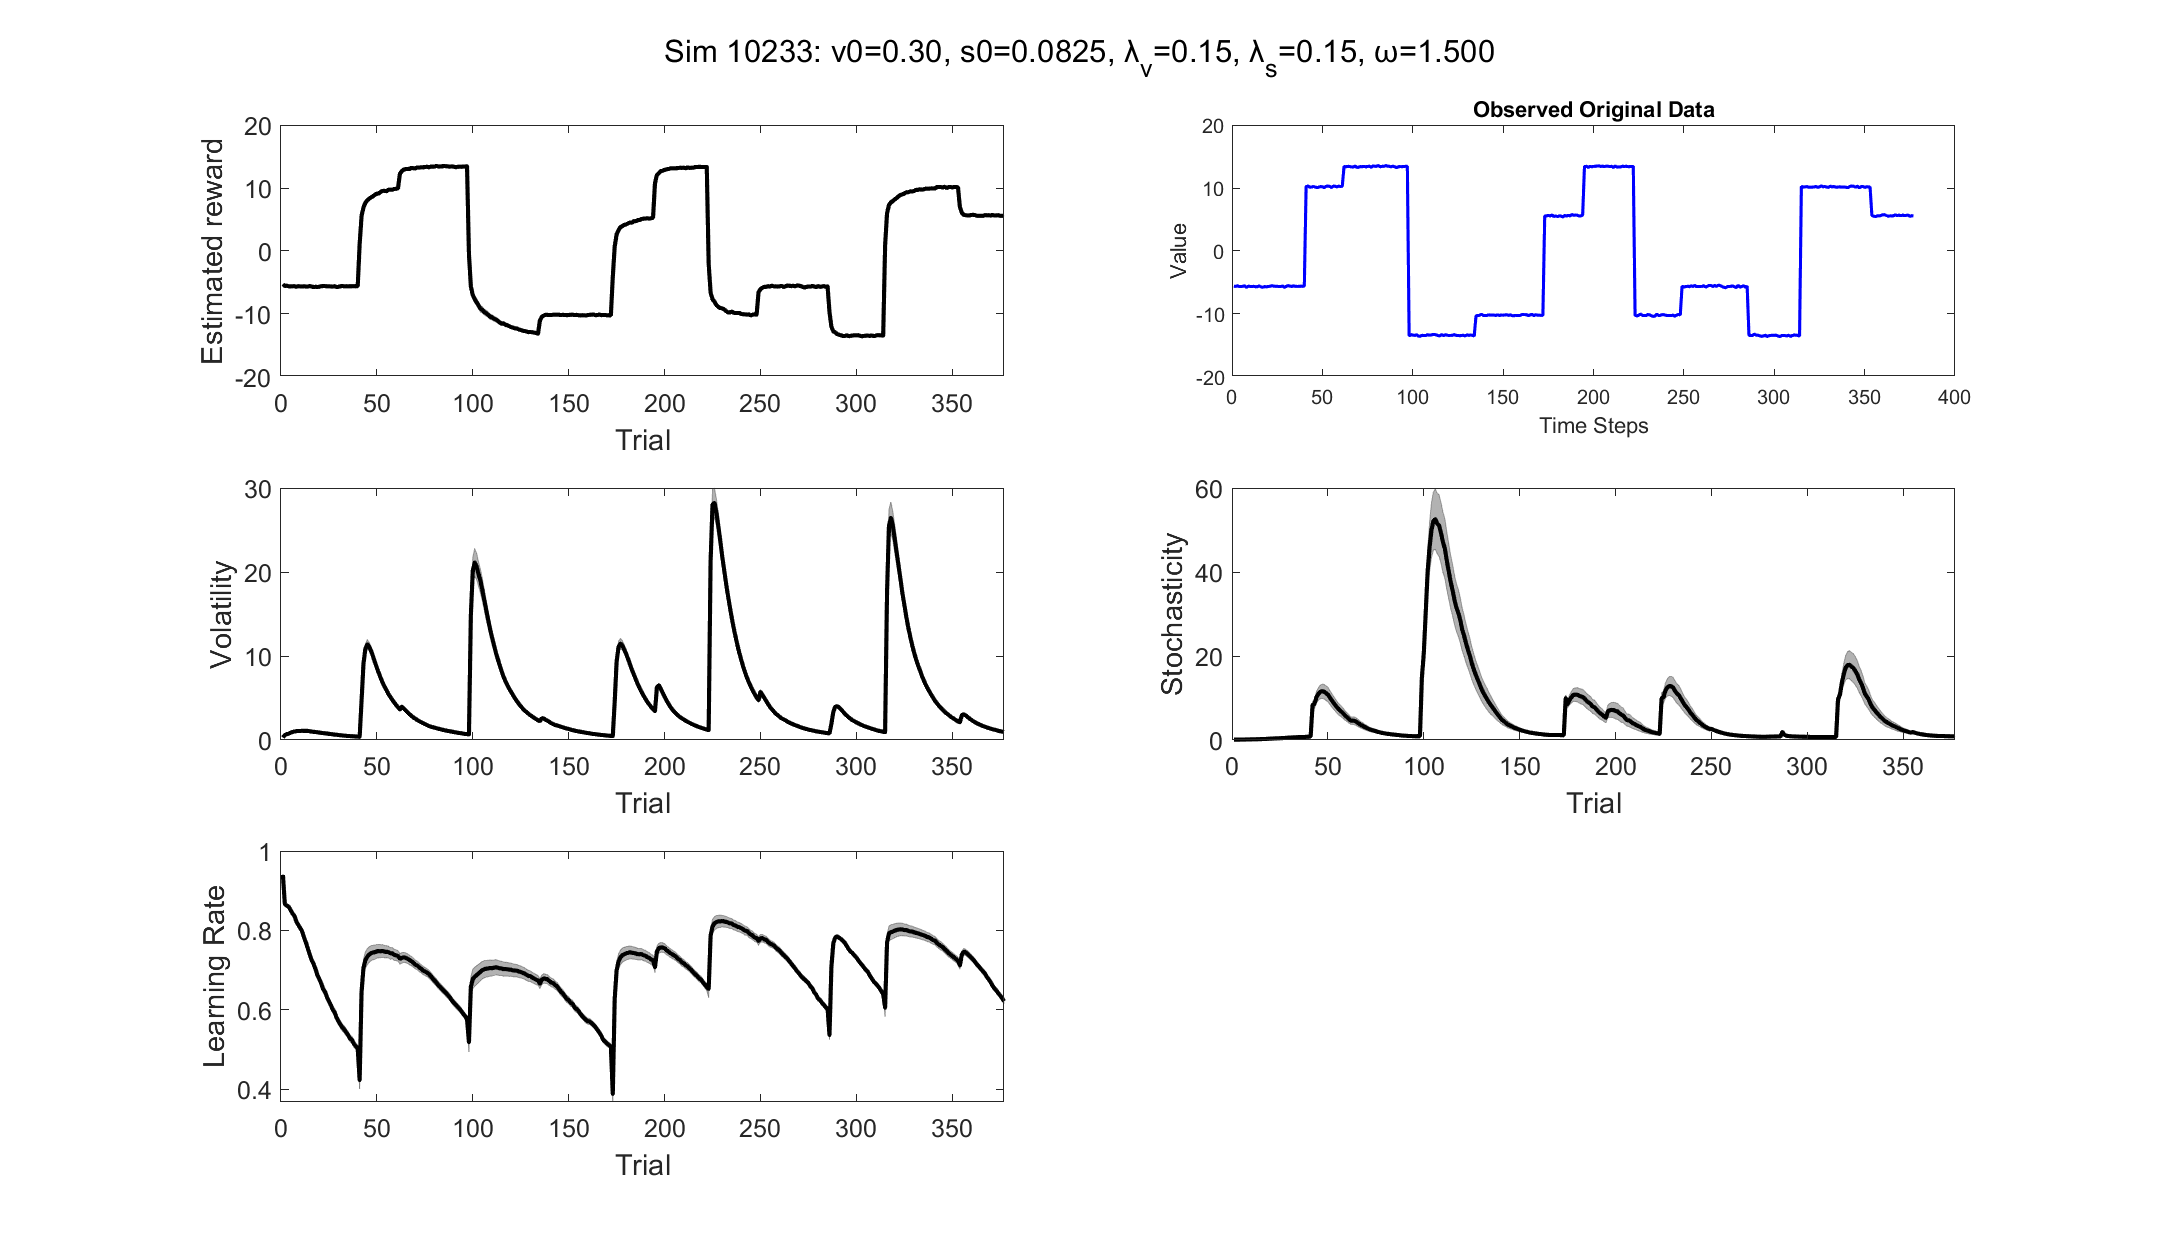 Sim 10233: v0=0.30, s0=0.0825, λv=0.15, λs=0.15, ω=1.500
Estimated reward
20
10
0
-10
-20
0 50 100 150 200 250 300 350
Trial
Observed Original Data
Value
20
10
0
-10
-20
0 50 100 150 200 250 300 350 400
Time Steps
Volatility
30
20
10
0
0 50 100 150 200 250 300 350
Trial
Stochasticity
60
40
20
0
0 50 100 150 200 250 300 350
Trial
Learning Rate
1
0.8
0.6
0.4
0 50 100 150 200 250 300 350
Trial